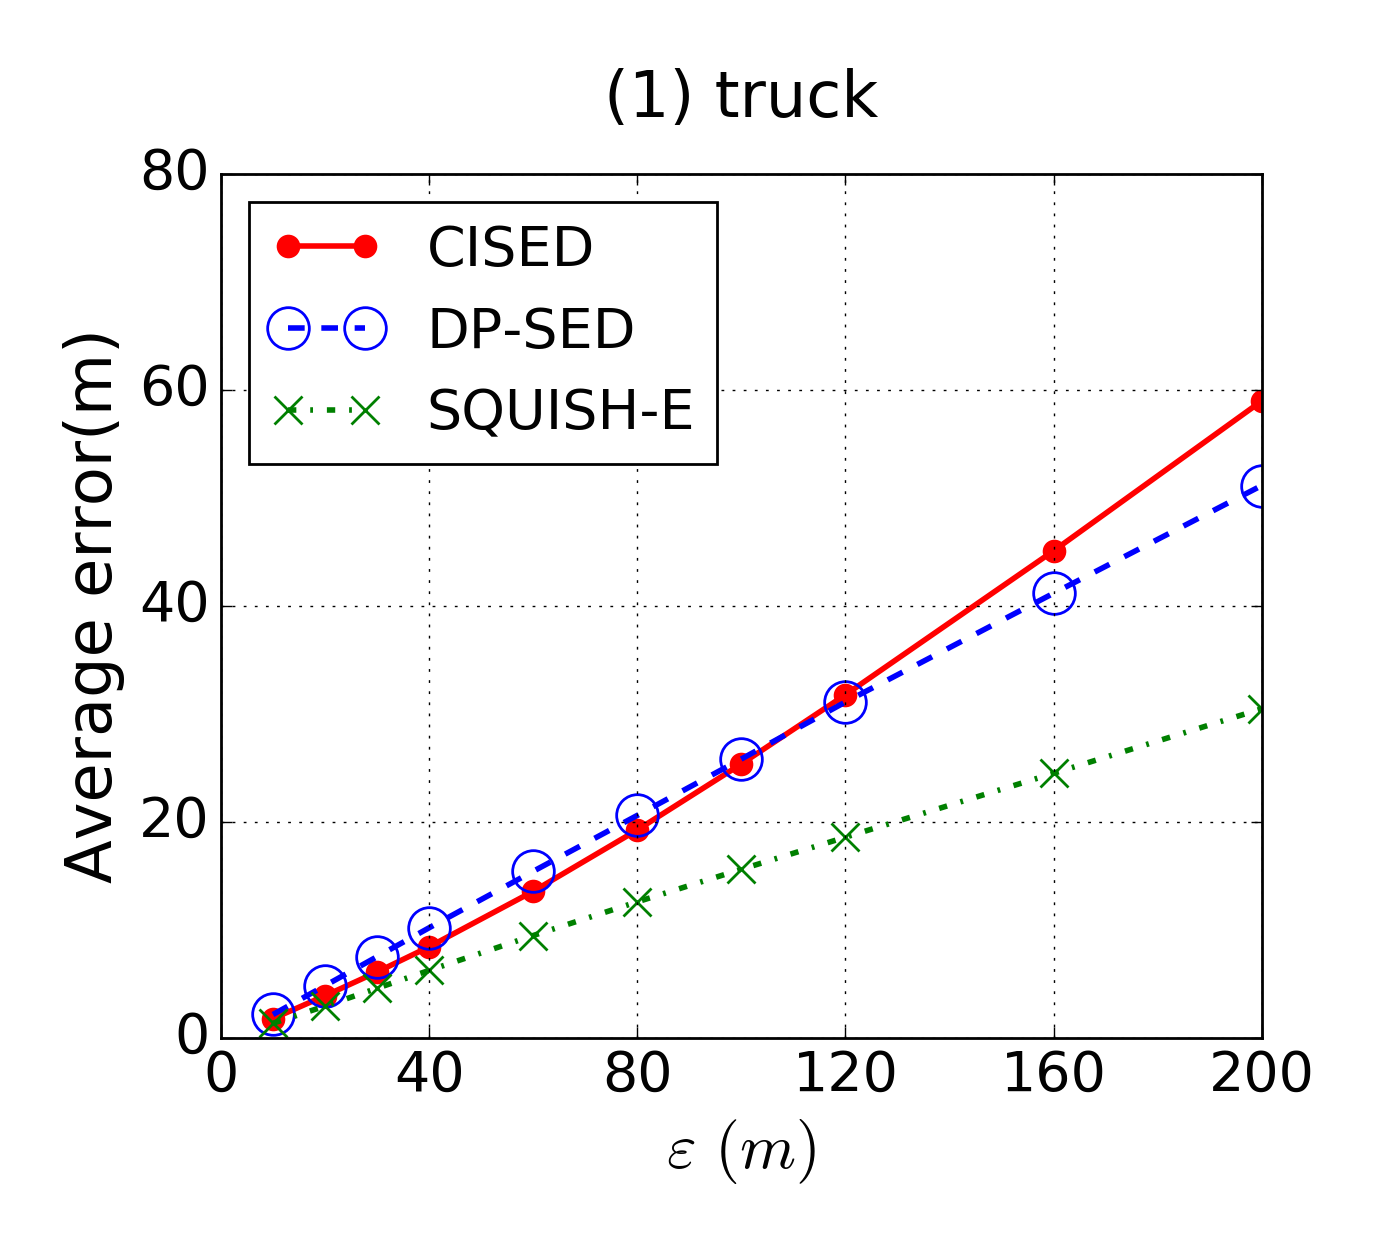 (1) truck
80
60
40
20
0
Average error(m)
CISED
DP-SED
SQUISH-E
0 40 80 120 160 200
ε (m)